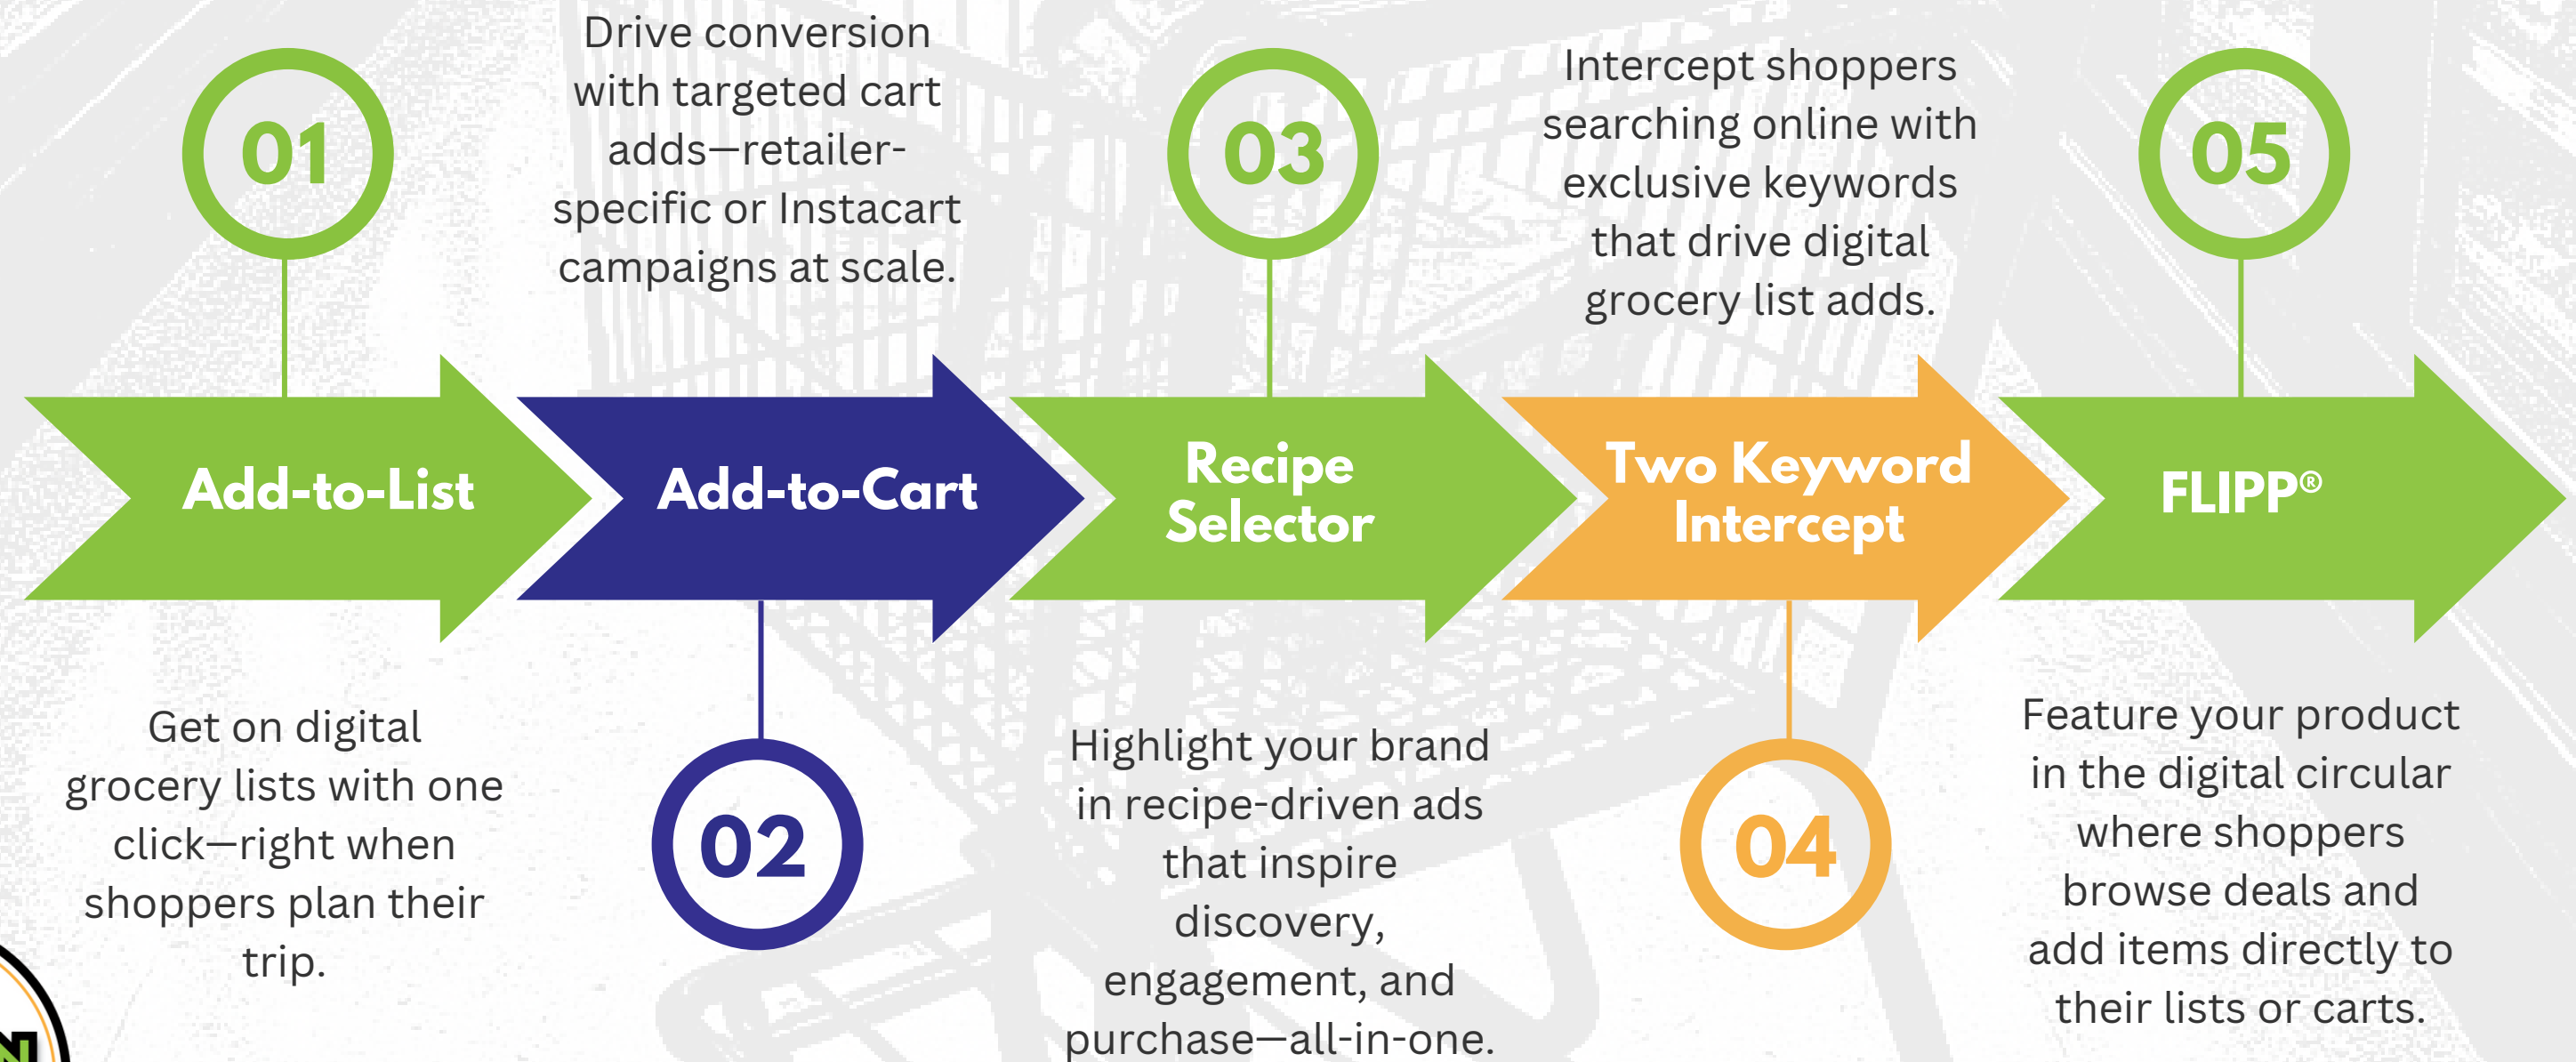 01
Add-to-List
Get on digital
grocery lists with one
click—right when
shoppers plan their
trip.
Drive conversion
with targeted cart
adds—retailer-
specific or Instacart
campaigns at scale.
Add-to-Cart
02
03
Recipe
Selector
Highlight your brand
in recipe-driven ads
that inspire
discovery,
engagement, and
purchase—all-in-one.
Intercept shoppers
searching online with
exclusive keywords
that drive digital
grocery list adds.
Two Keyword
Intercept
04
05
FLIPP®
Feature your product
in the digital circular
where shoppers
browse deals and
add items directly to
their lists or carts.